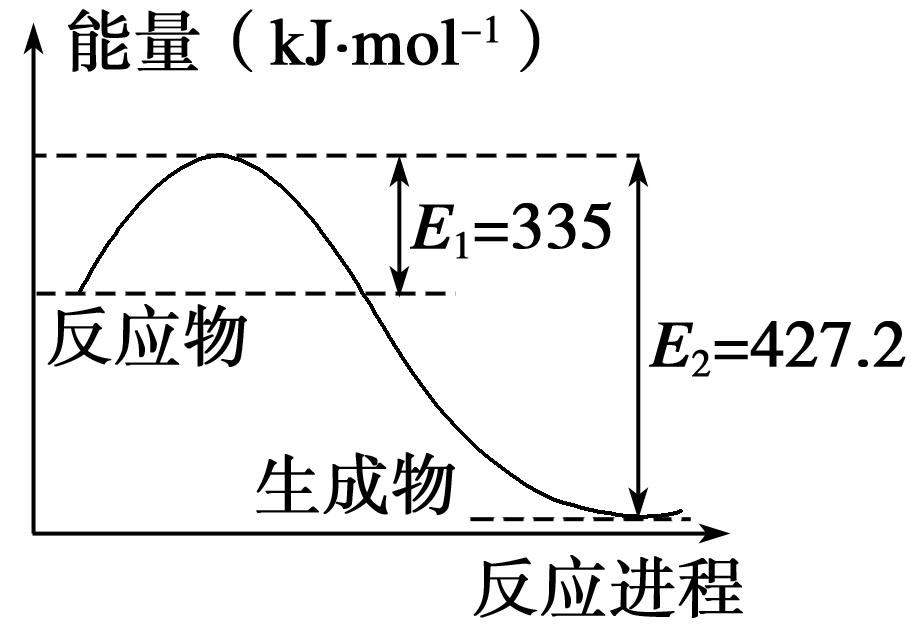 能量（kJ·mol⁻¹）
E₁=335
反应物
E₂=427.2
生成物
反应进程